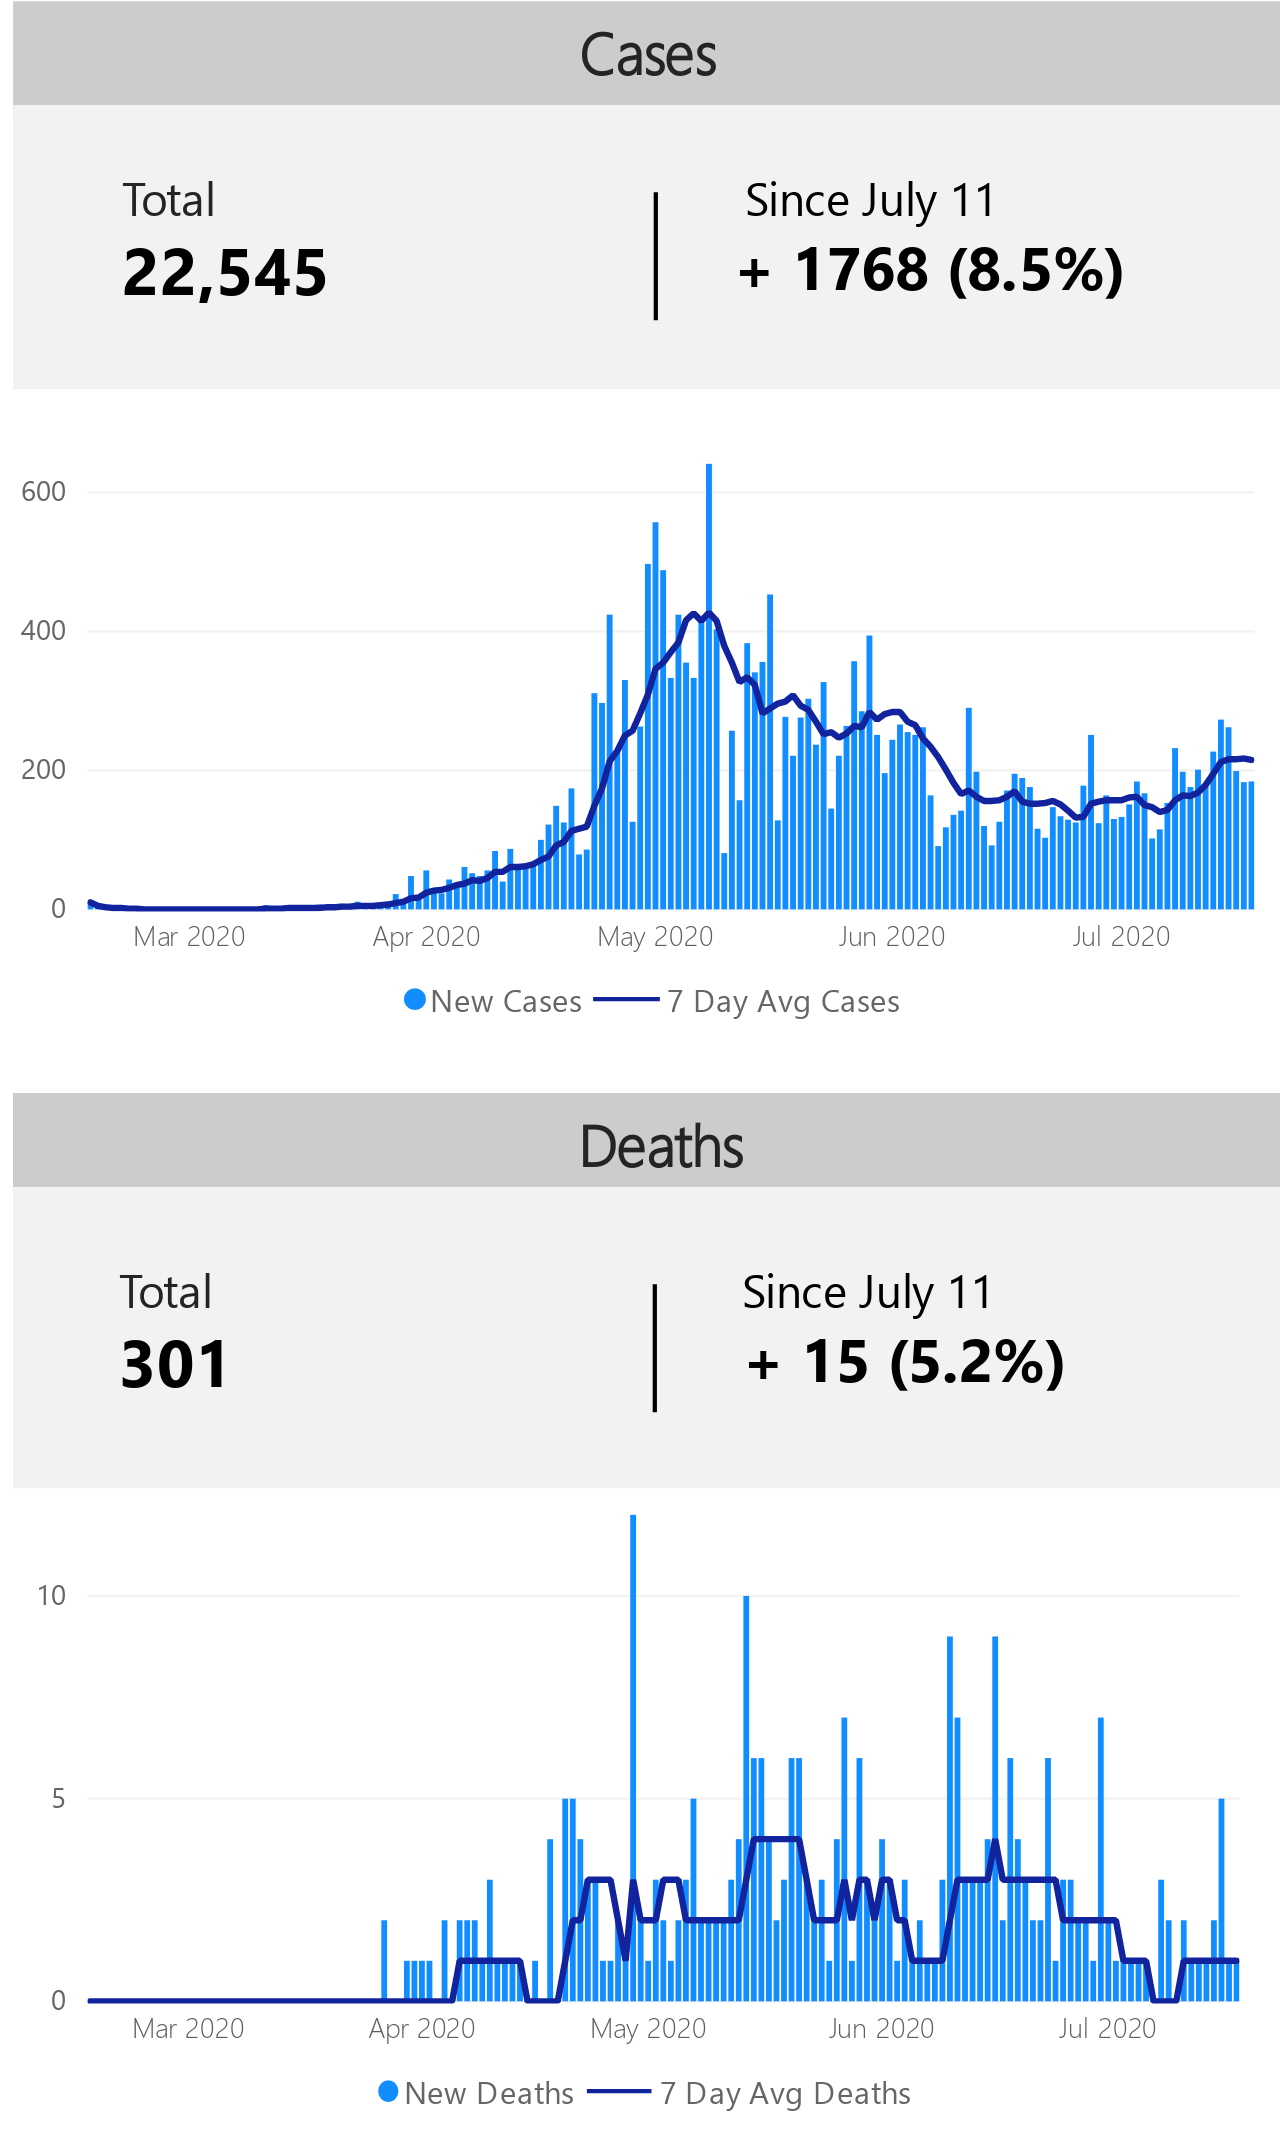 Cases
Total
Since July 11
22,545
+ 1768 (8.5%)
600
400
200
0
Mar 2020 Apr 2020 May 2020 Jun 2020 Jul 2020
New Cases 7 Day Avg Cases
Deaths
Total
Since July 11
301
+ 15 (5.2%)
10
5
0
Mar 2020 Apr 2020 May 2020 Jun 2020 Jul 2020
New Deaths 7 Day Avg Deaths